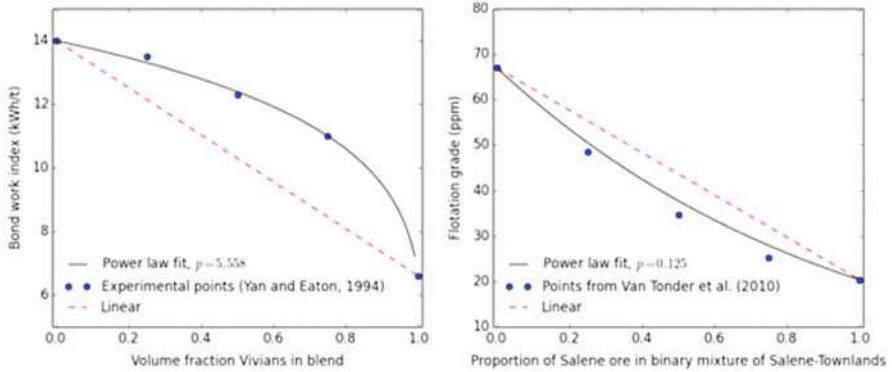 14
12
10
8
6
Bond work index (kWh/t)
Power law fit, p=5.558
Experimental points (Yan and Eaton, 1994)
Linear
0.0 0.2 0.4 0.6 0.8 1.0
Volume fraction Vivians in blend
80
70
60
50
40
30
20
10
Flotation grade (ppm)
Power law fit, p=0.125
Points from Van Tonder et al. (2010)
Linear
0.0 0.2 0.4 0.6 0.8 1.0
Proportion of Salene ore in binary mixture of Salene-Townlands